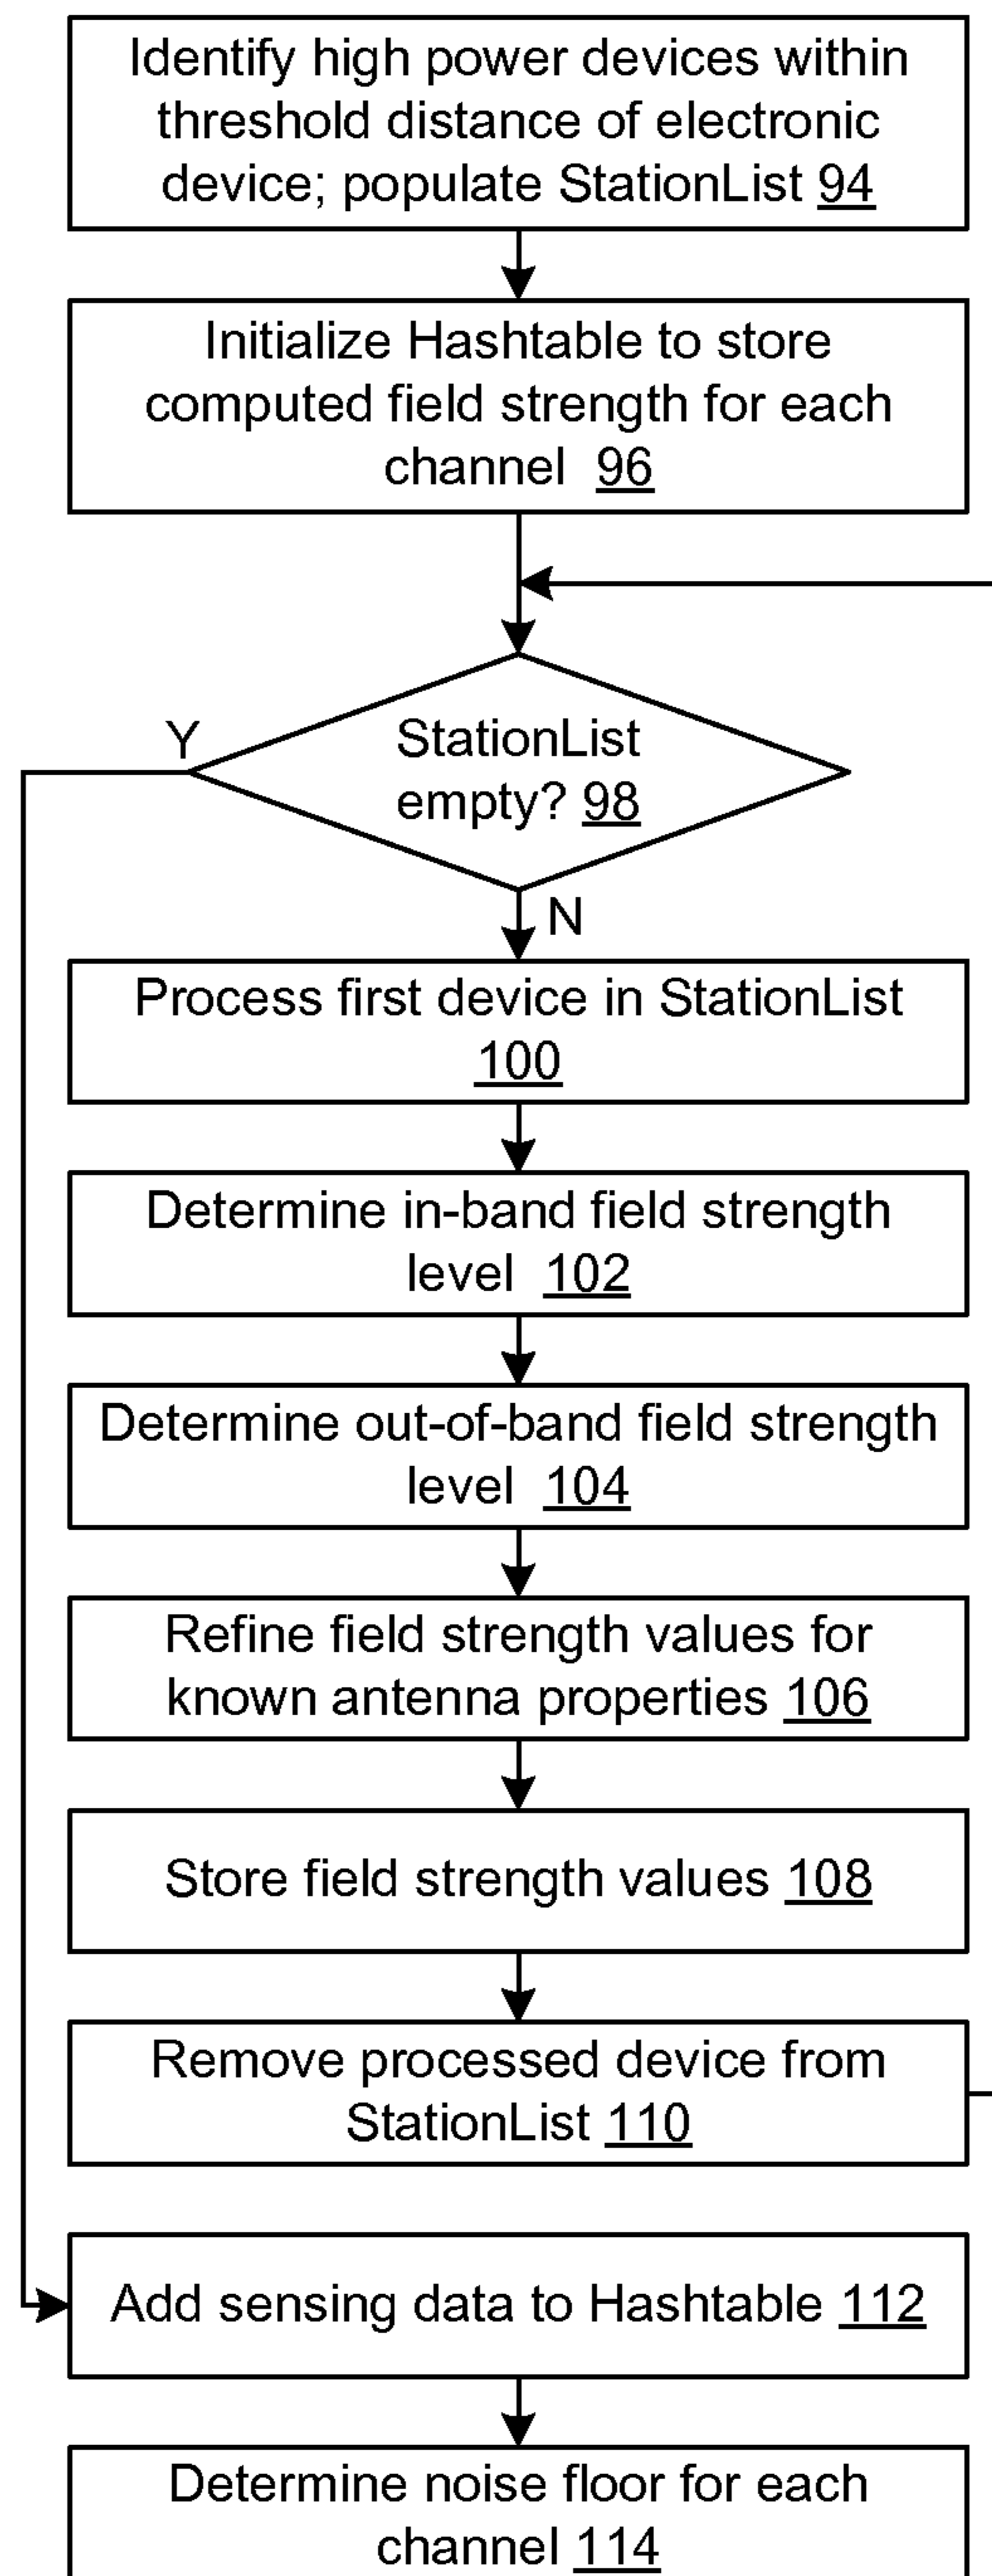 Identify high power devices within
threshold distance of electronic
device; populate StationList 94
Initialize Hashtable to store
computed field strength for each
channel 96
StationList
empty? 98
Y
N
Process first device in StationList
100
Determine in-band field strength
level 102
Determine out-of-band field strength
level 104
Refine field strength values for
known antenna properties 106
Store field strength values 108
Remove processed device from
StationList 110
Add sensing data to Hashtable 112
Determine noise floor for each
channel 114